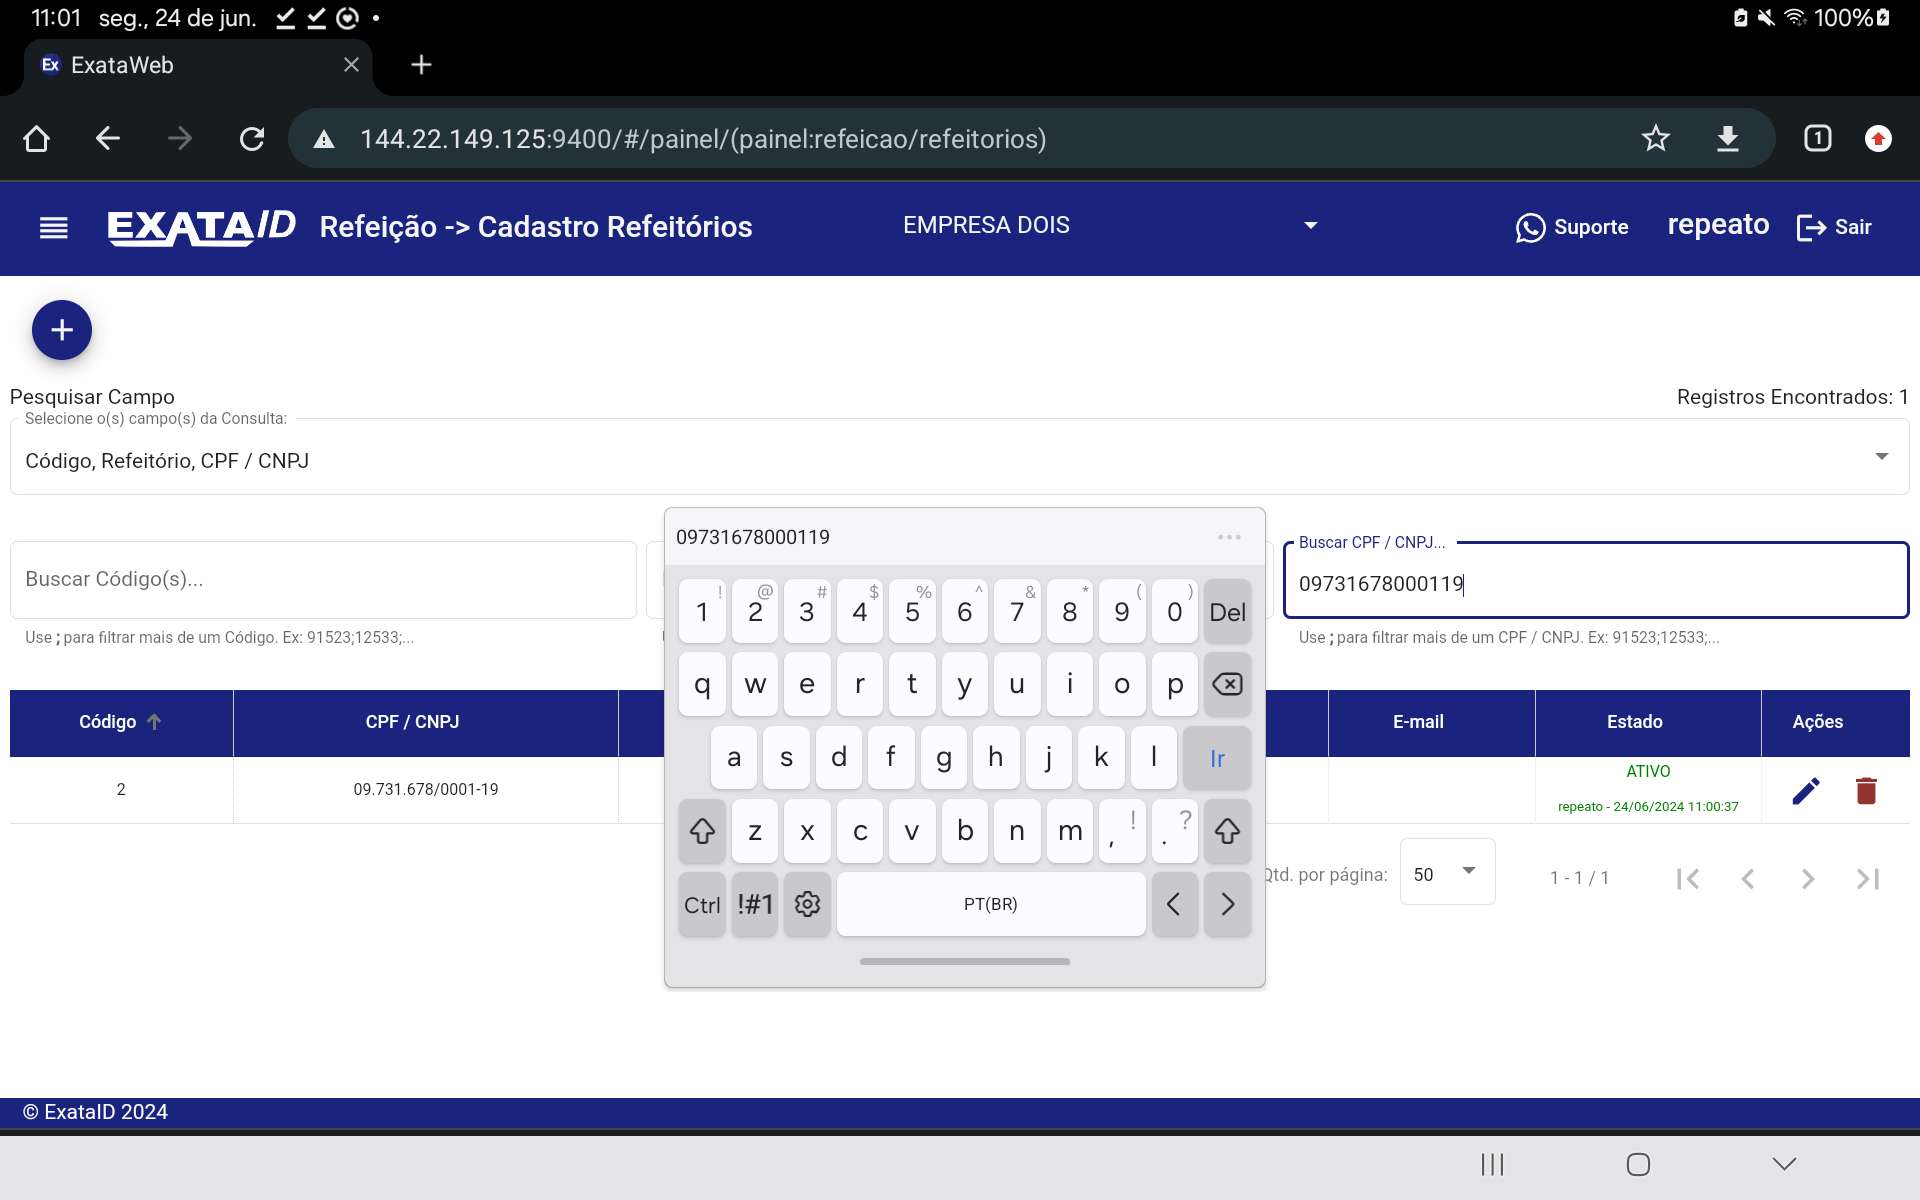 11:01 seg., 24 de jun.
100%
Ex ExataWeb
144.22.149.125:9400/#/painel/(painel:refeicao/refeitorios)
1
EXATAID Refeição -> Cadastro Refeitórios
EMPRESA DOIS
Suporte
repeato
Sair
Pesquisar Campo
Registros Encontrados: 1
Selecione o(s) campo(s) da Consulta:
Código, Refeitório, CPF / CNPJ
Buscar Código(s)...
Use ; para filtrar mais de um Código. Ex: 91523;12533;...
Buscar CPF / CNPJ...
09731678000119
Use ; para filtrar mais de um CPF / CNPJ. Ex: 91523;12533;...
Código CPF / CNPJ E-mail Estado Ações
2 09.731.678/0001-19 ATIVO
repeato - 24/06/2024 11:00:37
Qtd. por página: 50 1 - 1 / 1
09731678000119
! @ # $ % ^ & * ( )
1 2 3 4 5 6 7 8 9 0 Del
q w e r t y u i o p
a s d f g h j k l Ir
z x c v b n m , ! . ?
Ctrl !#1 PT(BR)
© ExataID 2024